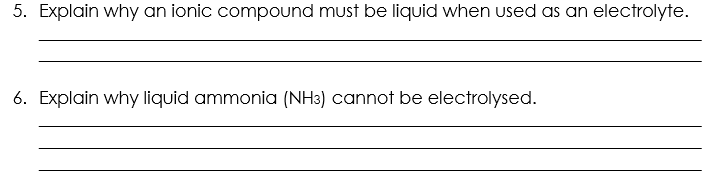 5. Explain why an ionic compound must be liquid when used as an electrolyte.
6. Explain why liquid ammonia (NH3) cannot be electrolysed.